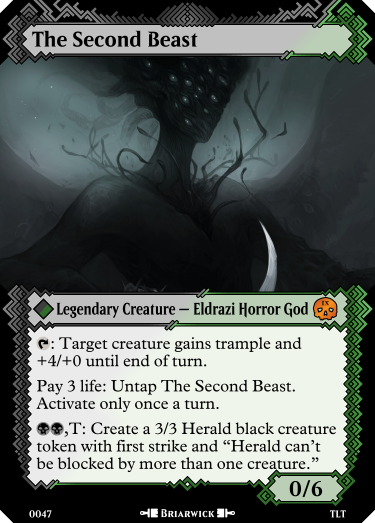 The Second Beast
Legendary Creature — Eldrazi Horror God
IX
: Target creature gains trample and
+4/+0 until end of turn.
Pay 3 life: Untap The Second Beast.
Activate only once a turn.
,T: Create a 3/3 Herald black creature
token with first strike and “Herald can’t
be blocked by more than one creature.”
0/6
0047
Briarwick
TLT